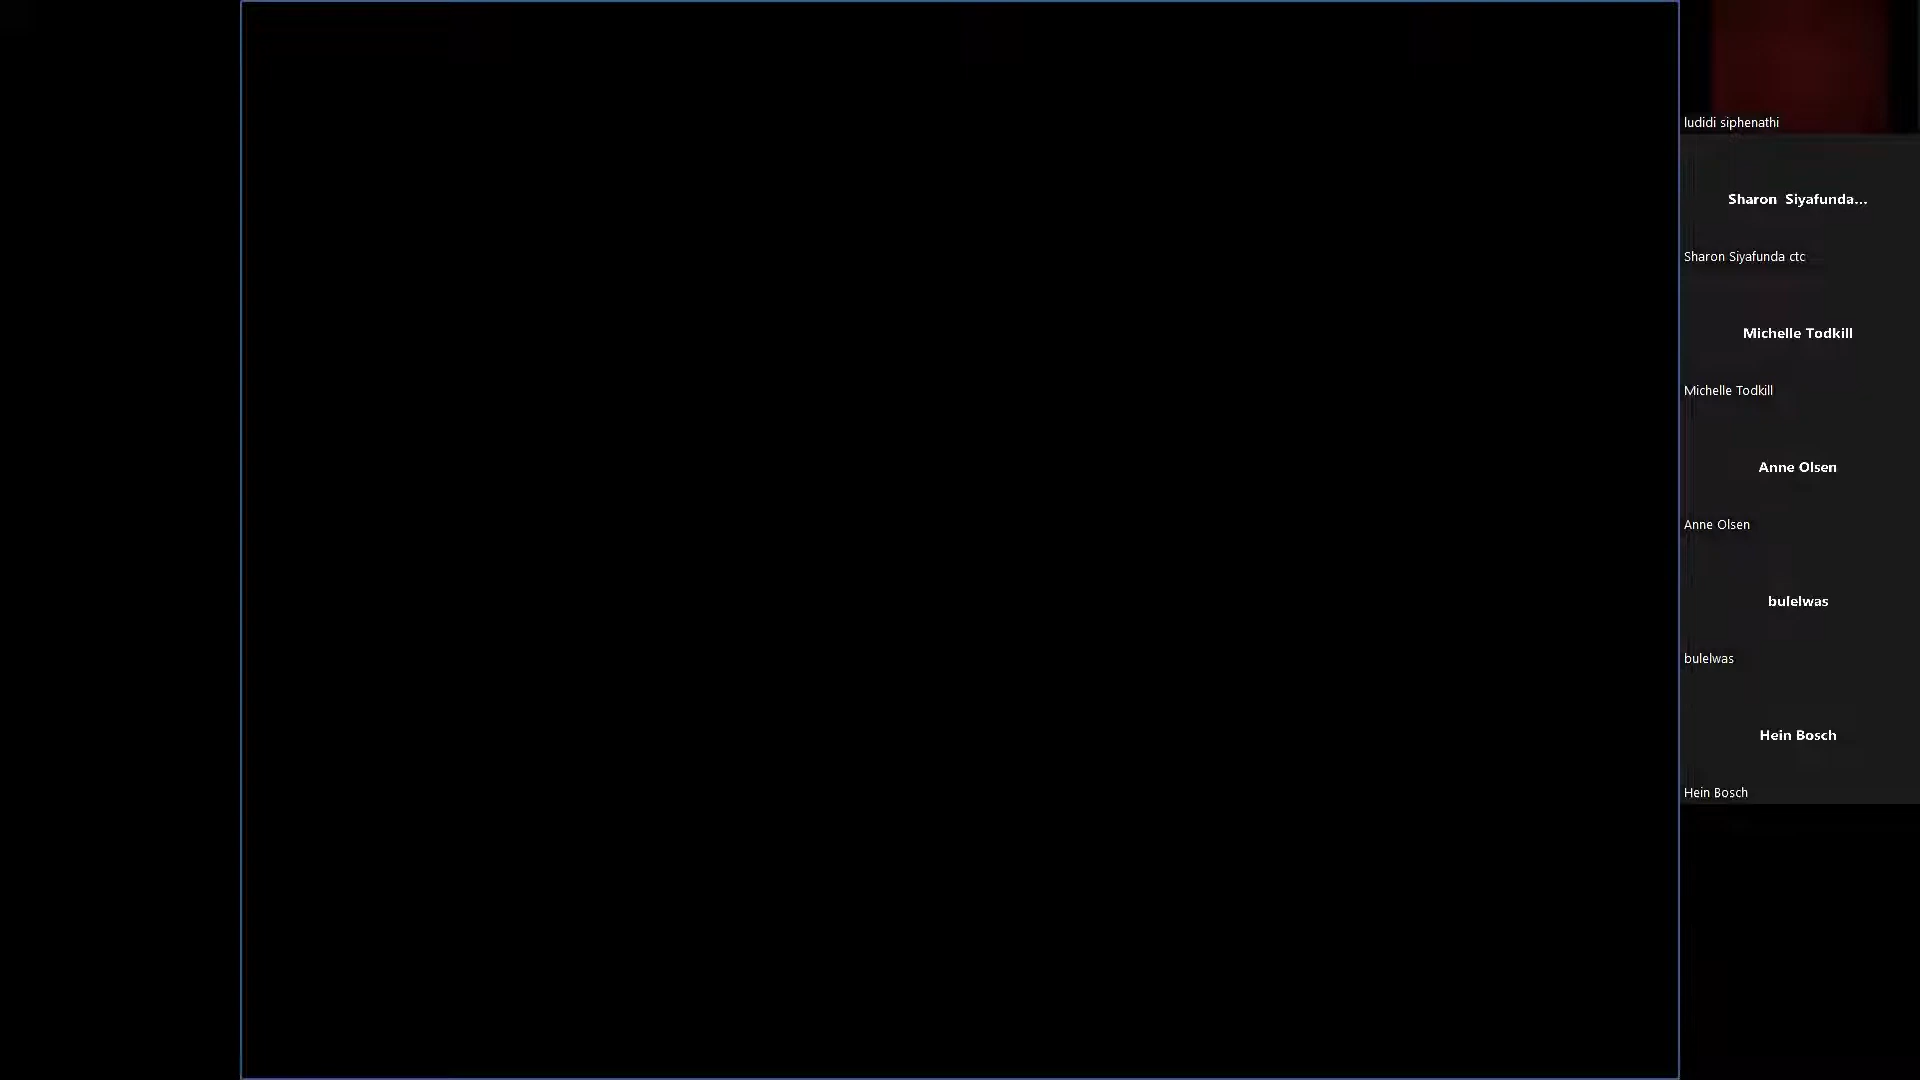 ludidi siphenathi
Sharon Siyafunda...
Sharon Siyafunda ctc
Michelle Todkill
Michelle Todkill
Anne Olsen
Anne Olsen
bulelwas
bulelwas
Hein Bosch
Hein Bosch